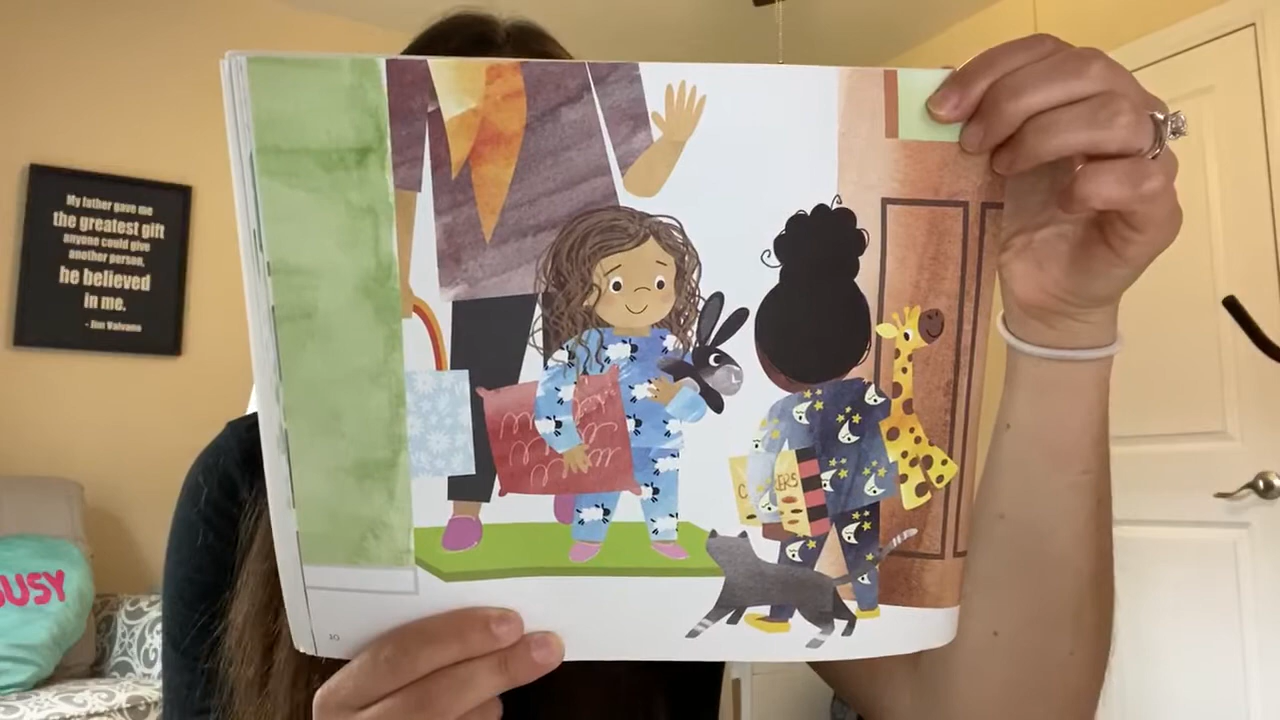 My father gave me
the greatest gift
anyone could give
another person,
he believed
in me.
- Jim Valvano
USY
10
C
ERS